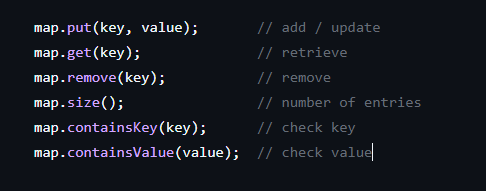 map.put(key, value);       // add / update
map.get(key);              // retrieve
map.remove(key);           // remove
map.size();                // number of entries
map.containsKey(key);      // check key
map.containsValue(value);  // check value